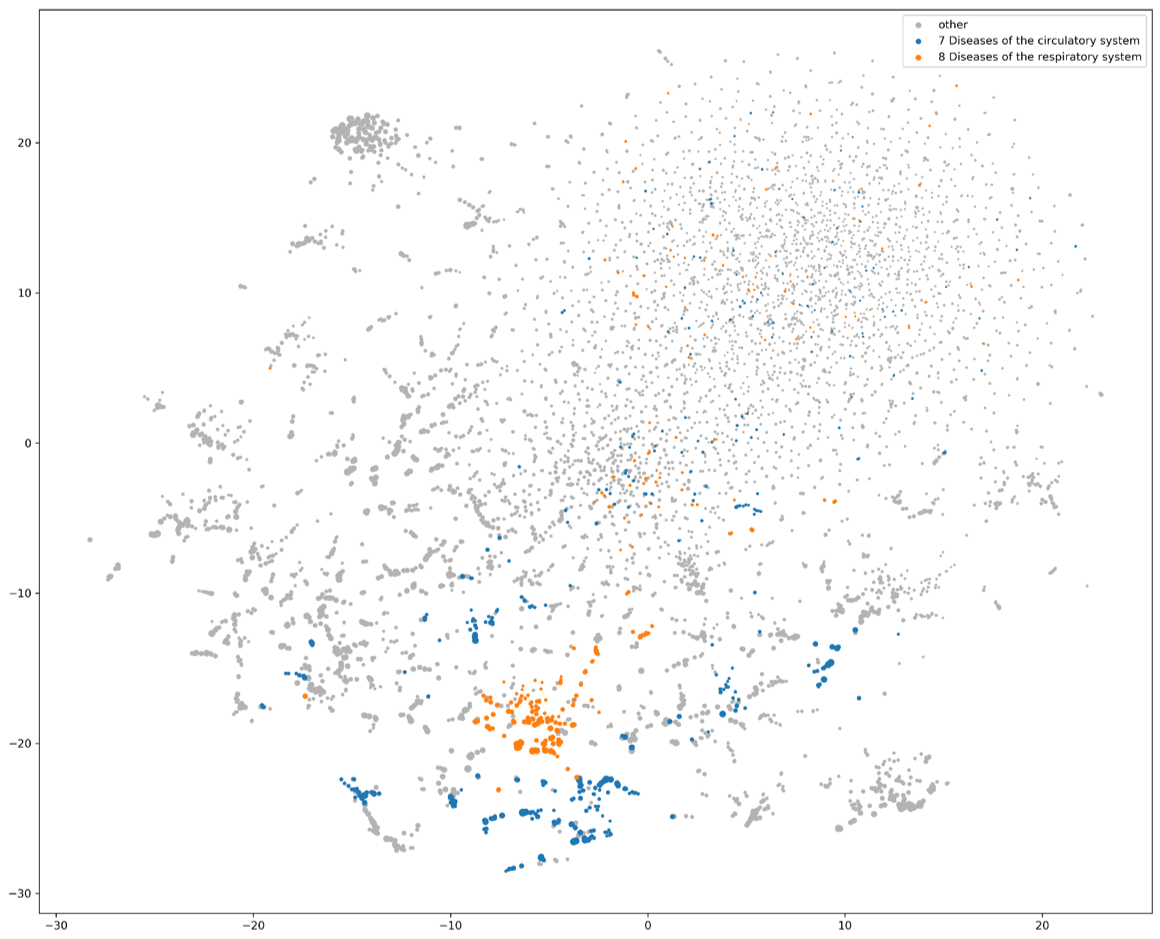 other
7 Diseases of the circulatory system
8 Diseases of the respiratory system
20
10
0
−10
−20
−30
−30 −20 −10 0 10 20